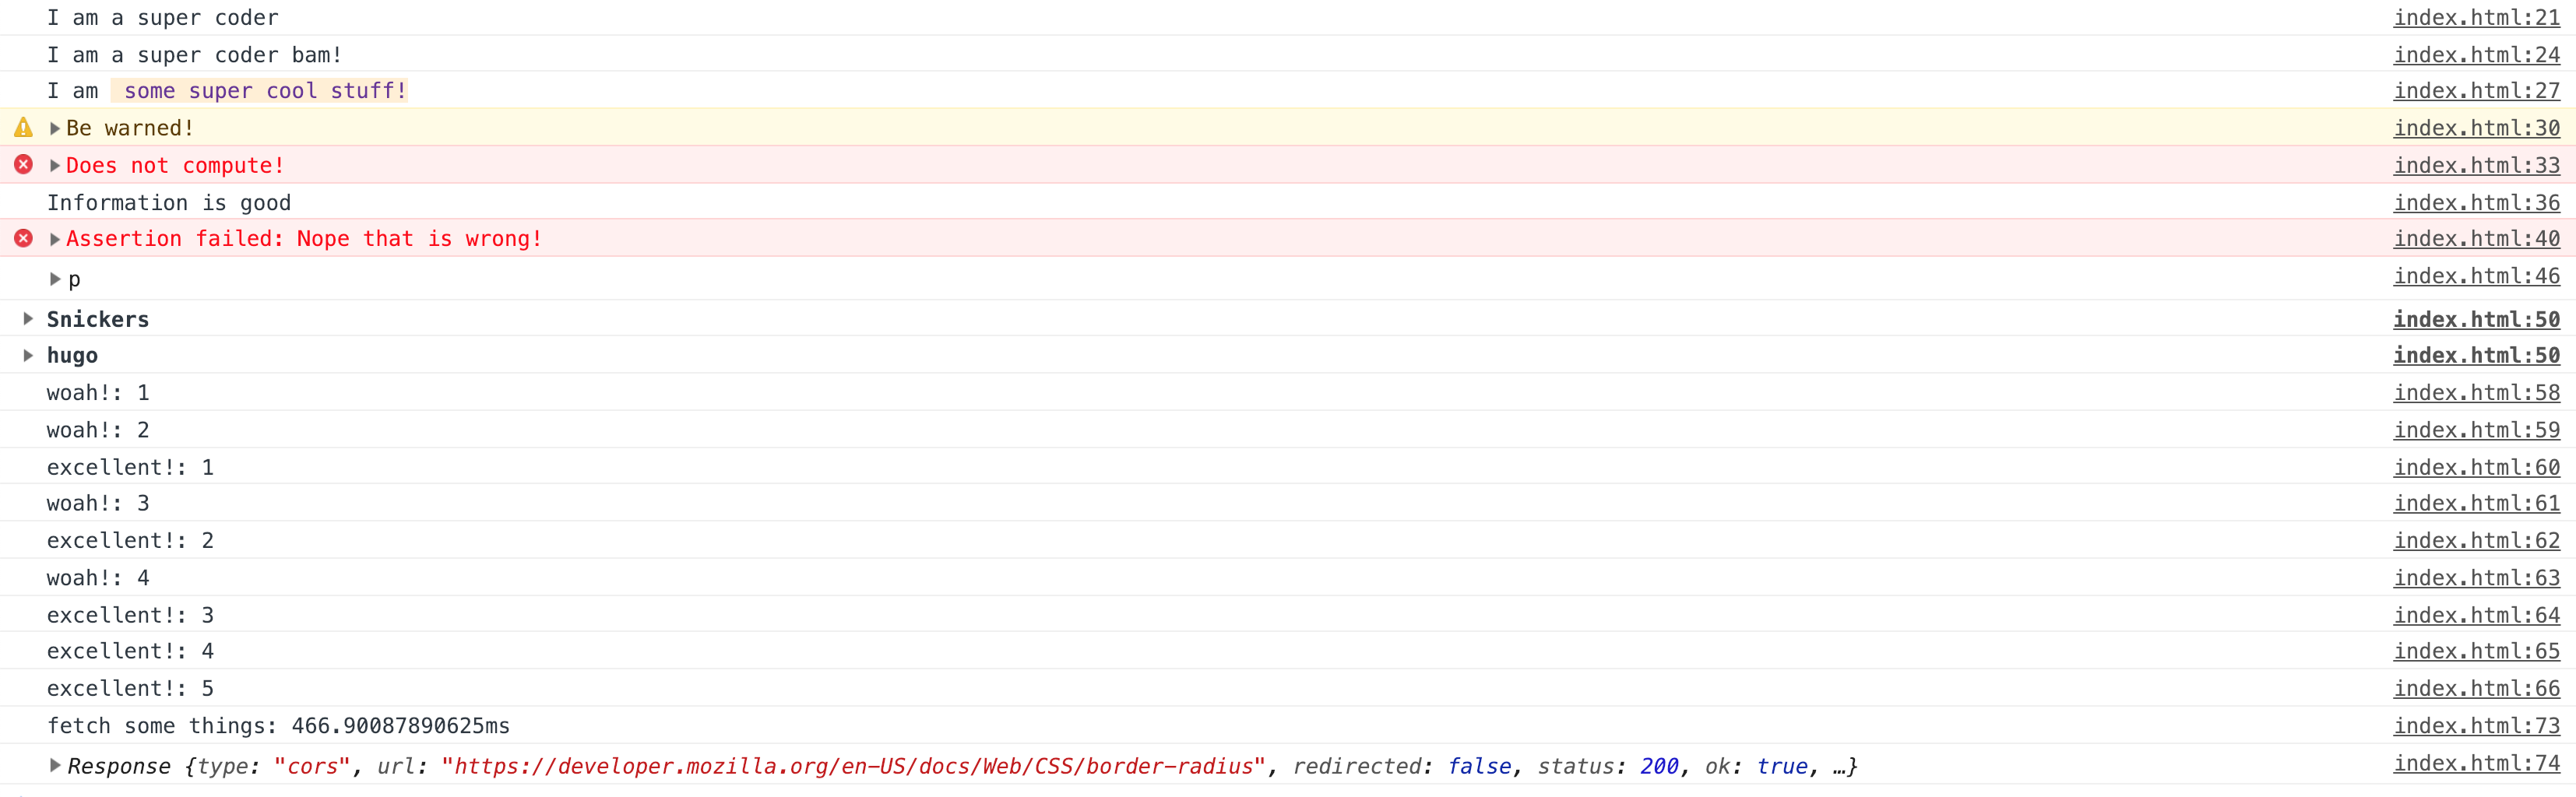 I am a super coder index.html:21
I am a super coder bam! index.html:24
I am some super cool stuff! index.html:27
Be warned! index.html:30
Does not compute! index.html:33
Information is good index.html:36
Assertion failed: Nope that is wrong! index.html:40
p index.html:46
Snickers index.html:50
hugo index.html:50
woah!: 1 index.html:58
woah!: 2 index.html:59
excellent!: 1 index.html:60
woah!: 3 index.html:61
excellent!: 2 index.html:62
woah!: 4 index.html:63
excellent!: 3 index.html:64
excellent!: 4 index.html:65
excellent!: 5 index.html:66
fetch some things: 466.90087890625ms index.html:73
Response {type: "cors", url: "https://developer.mozilla.org/en-US/docs/Web/CSS/border-radius", redirected: false, status: 200, ok: true, …} index.html:74